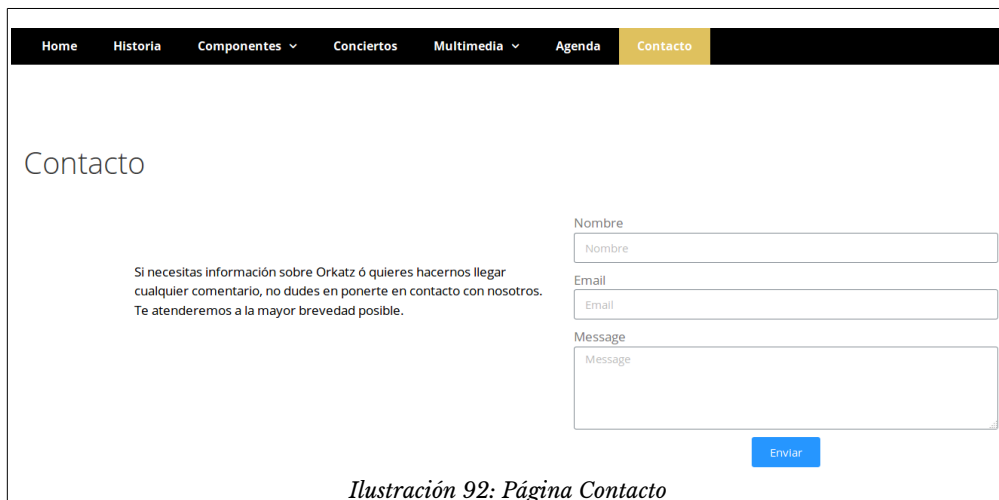 Home Historia Componentes Conciertos Multimedia Agenda Contacto
Contacto
Si necesitas información sobre Orkatz ó quieres hacernos llegar
cualquier comentario, no dudes en ponerte en contacto con nosotros.
Te atenderemos a la mayor brevedad posible.
Nombre
Nombre
Email
Email
Message
Message
Enviar
Ilustración 92: Página Contacto